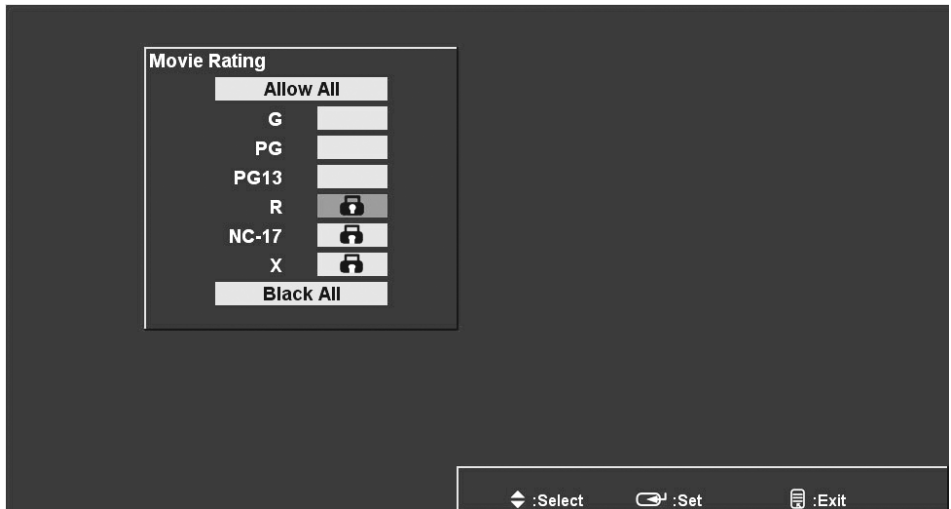 Movie Rating
Allow All
G
PG
PG13
R
NC-17
X
Black All
:Select :Set :Exit